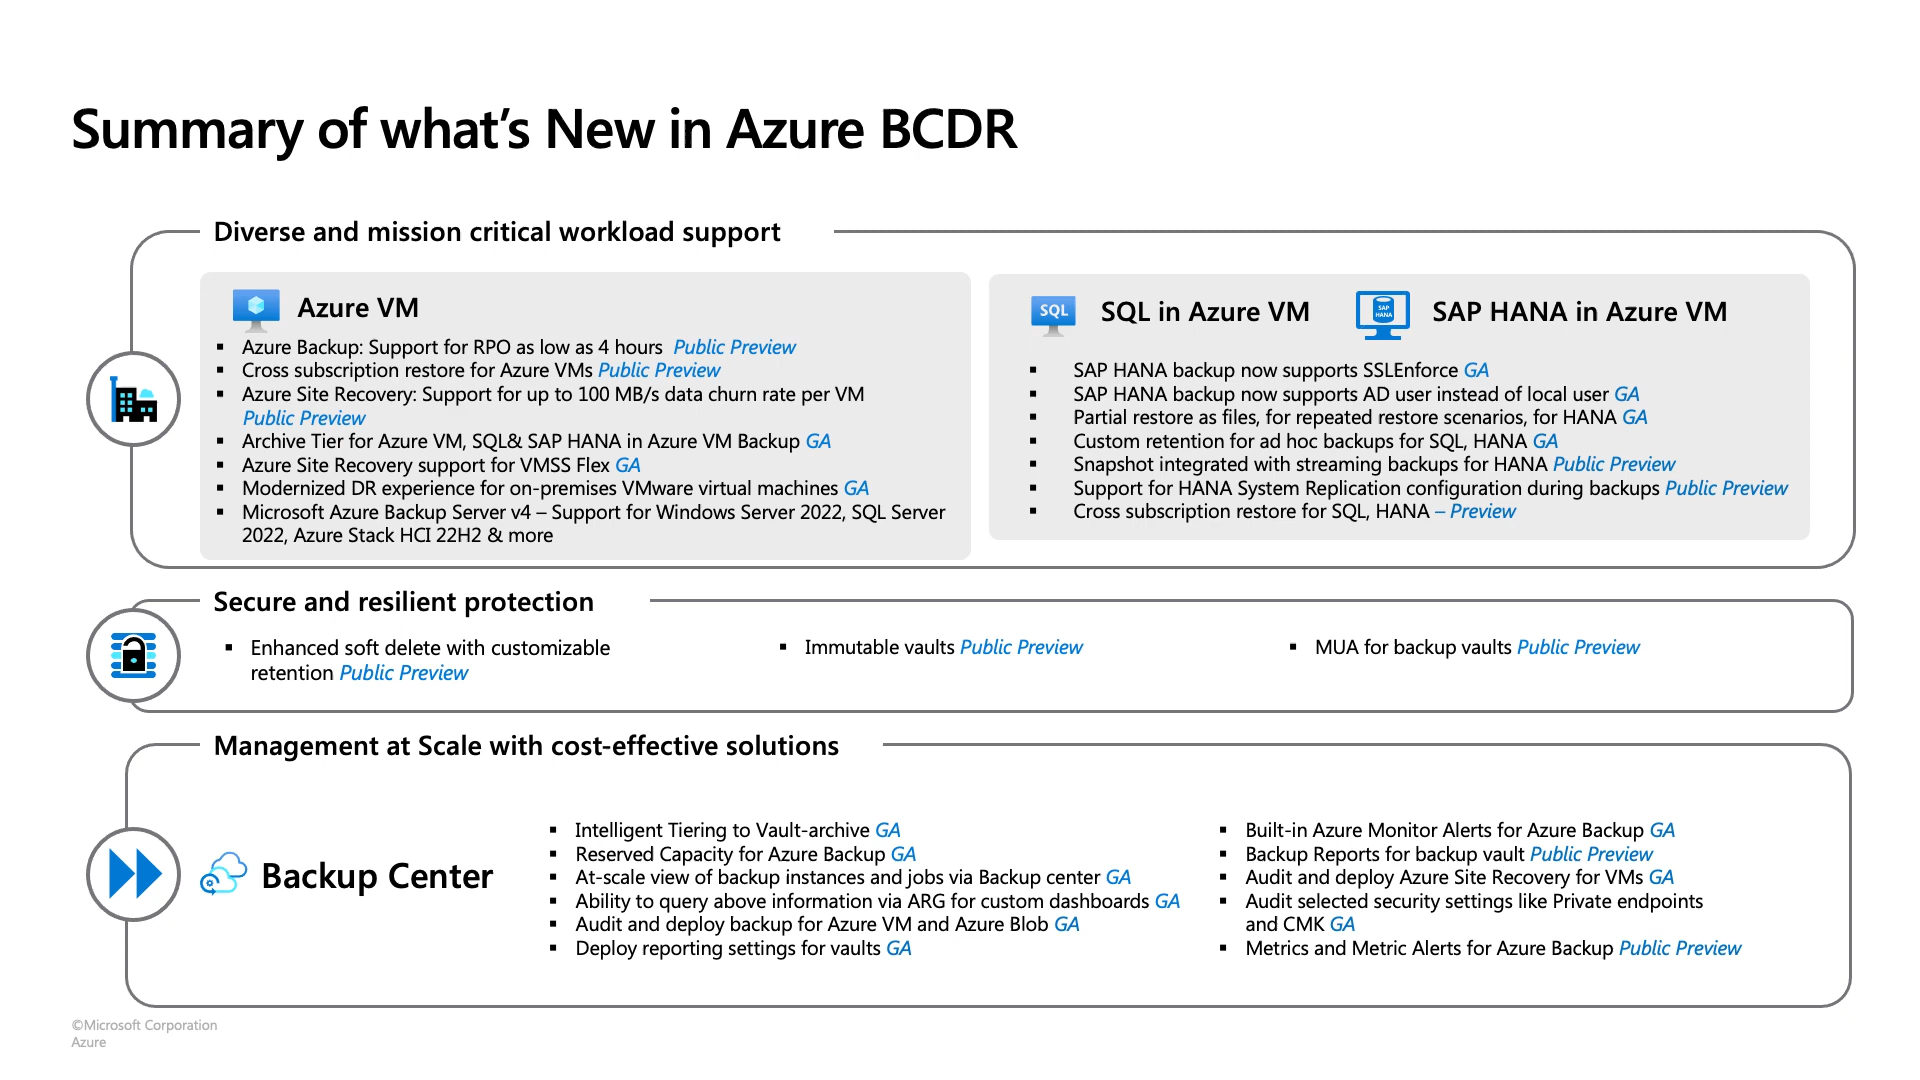 Summary of what's New in Azure BCDR
Diverse and mission critical workload support
Azure VM
▪ Azure Backup: Support for RPO as low as 4 hours Public Preview
▪ Cross subscription restore for Azure VMs Public Preview
▪ Azure Site Recovery: Support for up to 100 MB/s data churn rate per VM
Public Preview
▪ Archive Tier for Azure VM, SQL& SAP HANA in Azure VM Backup GA
▪ Azure Site Recovery support for VMSS Flex GA
▪ Modernized DR experience for on-premises VMware virtual machines GA
▪ Microsoft Azure Backup Server v4 – Support for Windows Server 2022, SQL Server
2022, Azure Stack HCI 22H2 & more
SQL
SQL in Azure VM
SAP
HANA
SAP HANA in Azure VM
▪ SAP HANA backup now supports SSLEnforce GA
▪ SAP HANA backup now supports AD user instead of local user GA
▪ Partial restore as files, for repeated restore scenarios, for HANA GA
▪ Custom retention for ad hoc backups for SQL, HANA GA
▪ Snapshot integrated with streaming backups for HANA Public Preview
▪ Support for HANA System Replication configuration during backups Public Preview
▪ Cross subscription restore for SQL, HANA – Preview
Secure and resilient protection
▪ Enhanced soft delete with customizable
retention Public Preview
▪ Immutable vaults Public Preview
▪ MUA for backup vaults Public Preview
Management at Scale with cost-effective solutions
Backup Center
▪ Intelligent Tiering to Vault-archive GA
▪ Reserved Capacity for Azure Backup GA
▪ At-scale view of backup instances and jobs via Backup center GA
▪ Ability to query above information via ARG for custom dashboards GA
▪ Audit and deploy backup for Azure VM and Azure Blob GA
▪ Deploy reporting settings for vaults GA
▪ Built-in Azure Monitor Alerts for Azure Backup GA
▪ Backup Reports for backup vault Public Preview
▪ Audit and deploy Azure Site Recovery for VMs GA
▪ Audit selected security settings like Private endpoints
and CMK GA
▪ Metrics and Metric Alerts for Azure Backup Public Preview
©Microsoft Corporation
Azure